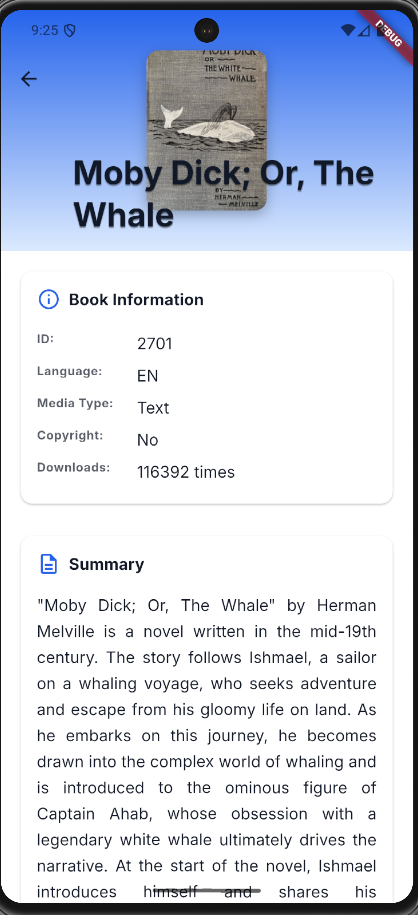 9:25
DEBUG
MOBY DICK
OR
THE WHITE
WHALE.
BY
HERMAN
MELVILLE
Moby Dick; Or, The
Whale
Book Information
ID: 2701
Language: EN
Media Type: Text
Copyright: No
Downloads: 116392 times
Summary
"Moby Dick; Or, The Whale" by Herman
Melville is a novel written in the mid-19th
century. The story follows Ishmael, a sailor
on a whaling voyage, who seeks adventure
and escape from his gloomy life on land. As
he embarks on this journey, he becomes
drawn into the complex world of whaling and
is introduced to the ominous figure of
Captain Ahab, whose obsession with a
legendary white whale ultimately drives the
narrative. At the start of the novel, Ishmael
introduces himself and shares his